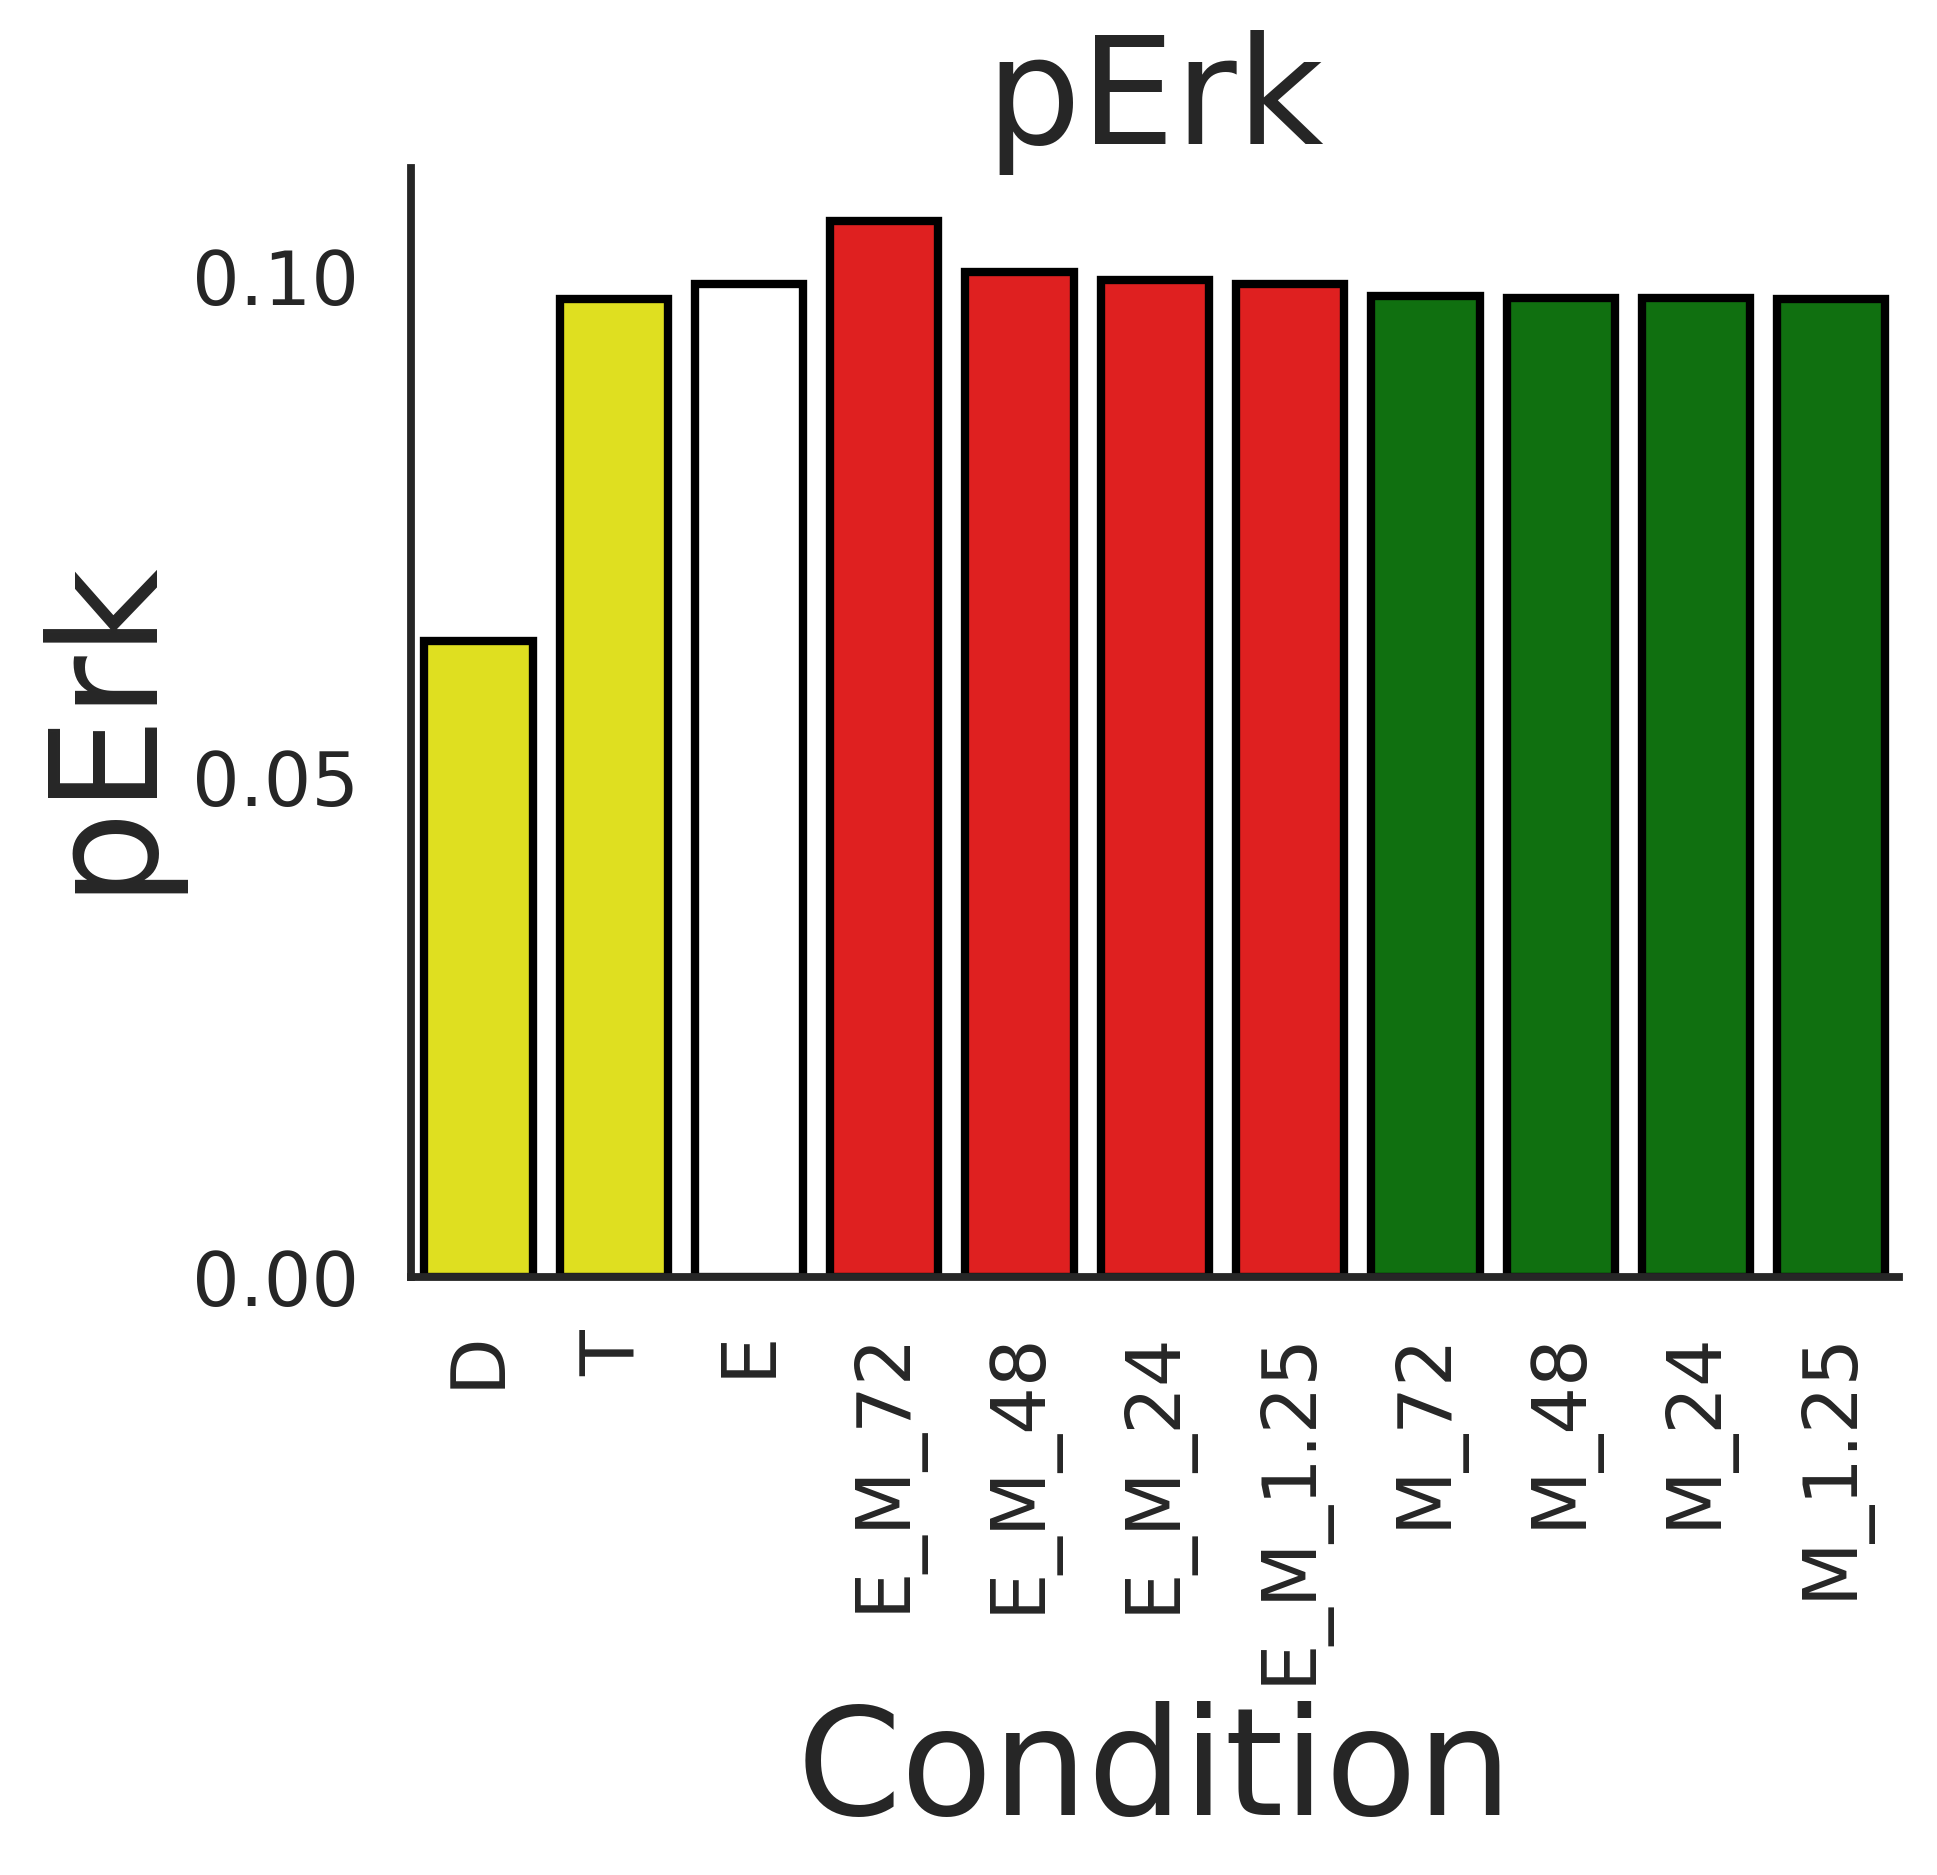 pErk
pErk
0.10
0.05
0.00
D
T
E
E_M_72
E_M_48
E_M_24
E_M_1.25
M_72
M_48
M_24
M_1.25
Condition